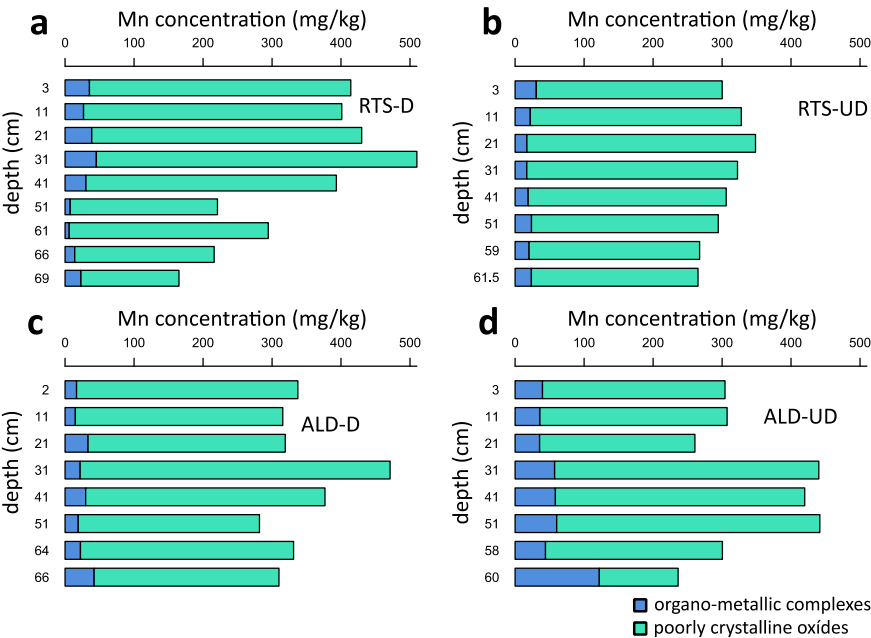 a
Mn concentration (mg/kg)
0 100 200 300 400 500
depth (cm)
3
11
21
31
41
51
61
66
69
RTS-D
b
Mn concentration (mg/kg)
0 100 200 300 400 500
depth (cm)
3
11
21
31
41
51
59
61.5
RTS-UD
c
Mn concentration (mg/kg)
0 100 200 300 400 500
depth (cm)
2
11
21
31
41
51
64
66
ALD-D
d
Mn concentration (mg/kg)
0 100 200 300 400 500
depth (cm)
3
11
21
31
41
51
58
60
ALD-UD
organo-metallic complexes
poorly crystalline oxídes